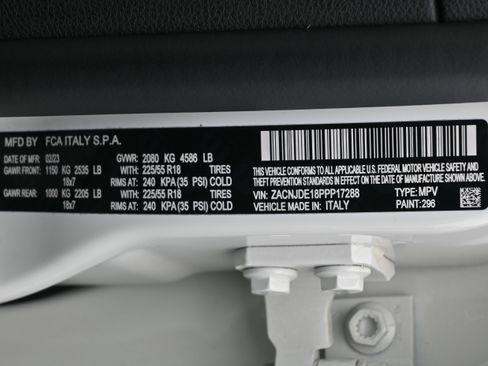 MFD BY FCA ITALY S.P.A.
DATE OF MFR: 02/23 GVWR: 2080 KG 4586 LB
GAWR FRONT: 1150 KG 2535 LB WITH 225/55 R18 TIRES
18x7 RIMS AT: 240 KPA (35 PSI) COLD
GAWR REAR: 1000 KG 2205 LB WITH 225/55 R18 TIRES
18x7 RIMS AT: 240 KPA (35 PSI) COLD
THIS VEHICLE CONFORMS TO ALL APPLICABLE U.S. FEDERAL MOTOR VEHICLE SAFETY AND
THEFT PREVENTION STANDARDS IN EFFECT ON THE DATE OF MANUFACTURE SHOWN ABOVE.
VIN: ZACNJDE18PPP17288 TYPE: MPV
VEHICLE MADE IN: ITALY PAINT: 296